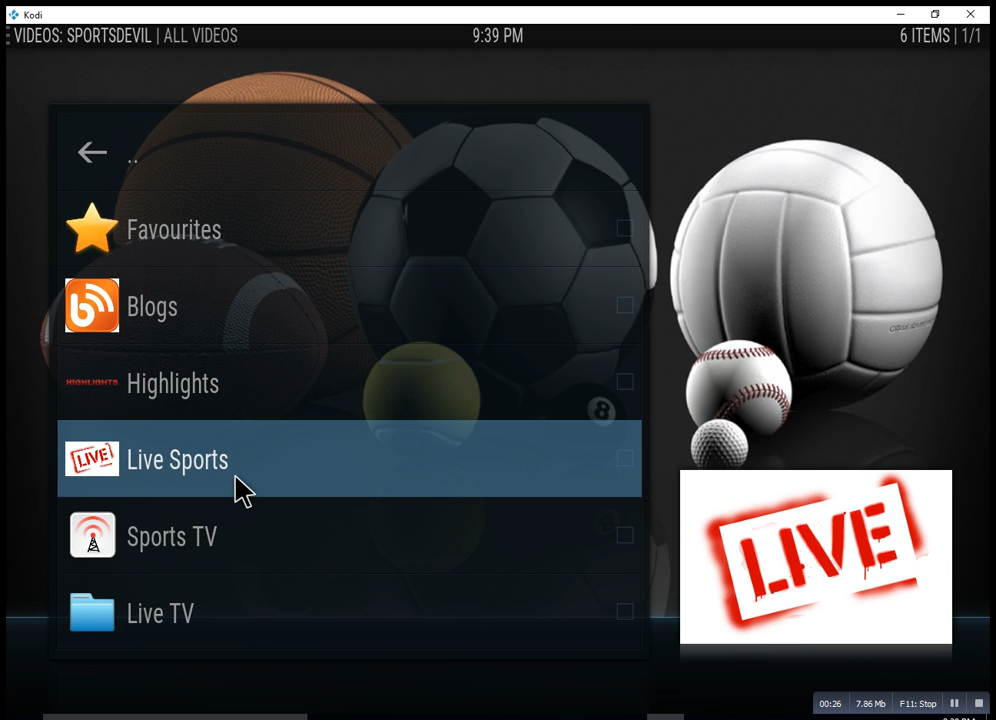 Kodi
VIDEOS: SPORTSDEVIL | ALL VIDEOS
9:39 PM
6 ITEMS | 1/1
..
Favourites
Blogs
HIGHLIGHTS
Highlights
LIVE
Live Sports
Sports TV
Live TV
8
LIVE
00:26
7.86 Mb
F11: Stop